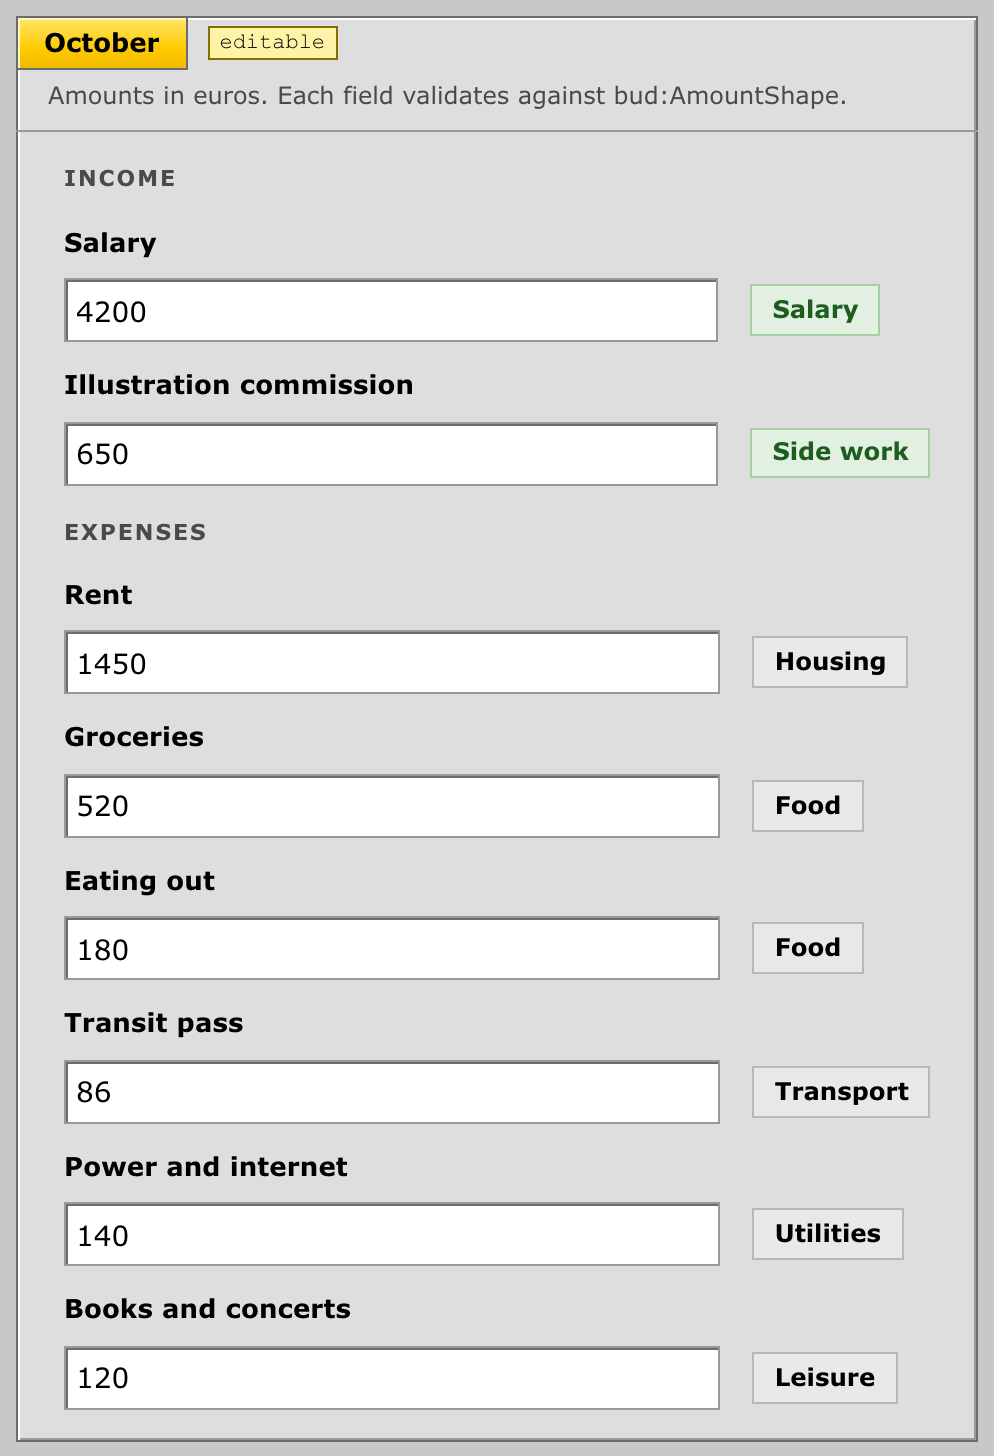 October
editable
Amounts in euros. Each field validates against bud:AmountShape.
INCOME
Salary
4200
Salary
Illustration commission
650
Side work
EXPENSES
Rent
1450
Housing
Groceries
520
Food
Eating out
180
Food
Transit pass
86
Transport
Power and internet
140
Utilities
Books and concerts
120
Leisure